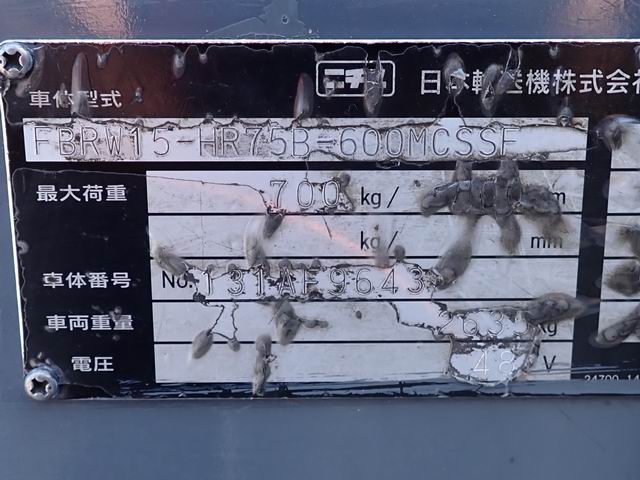 ニチユ 日本輸送機株式会社
車体型式
FBRW15-HR75B-600MCSSF
最大荷重 700 kg/ mm
kg/ mm
車体番号 No. 131AF9643
車両重量 2635 Kg
電圧 48 V